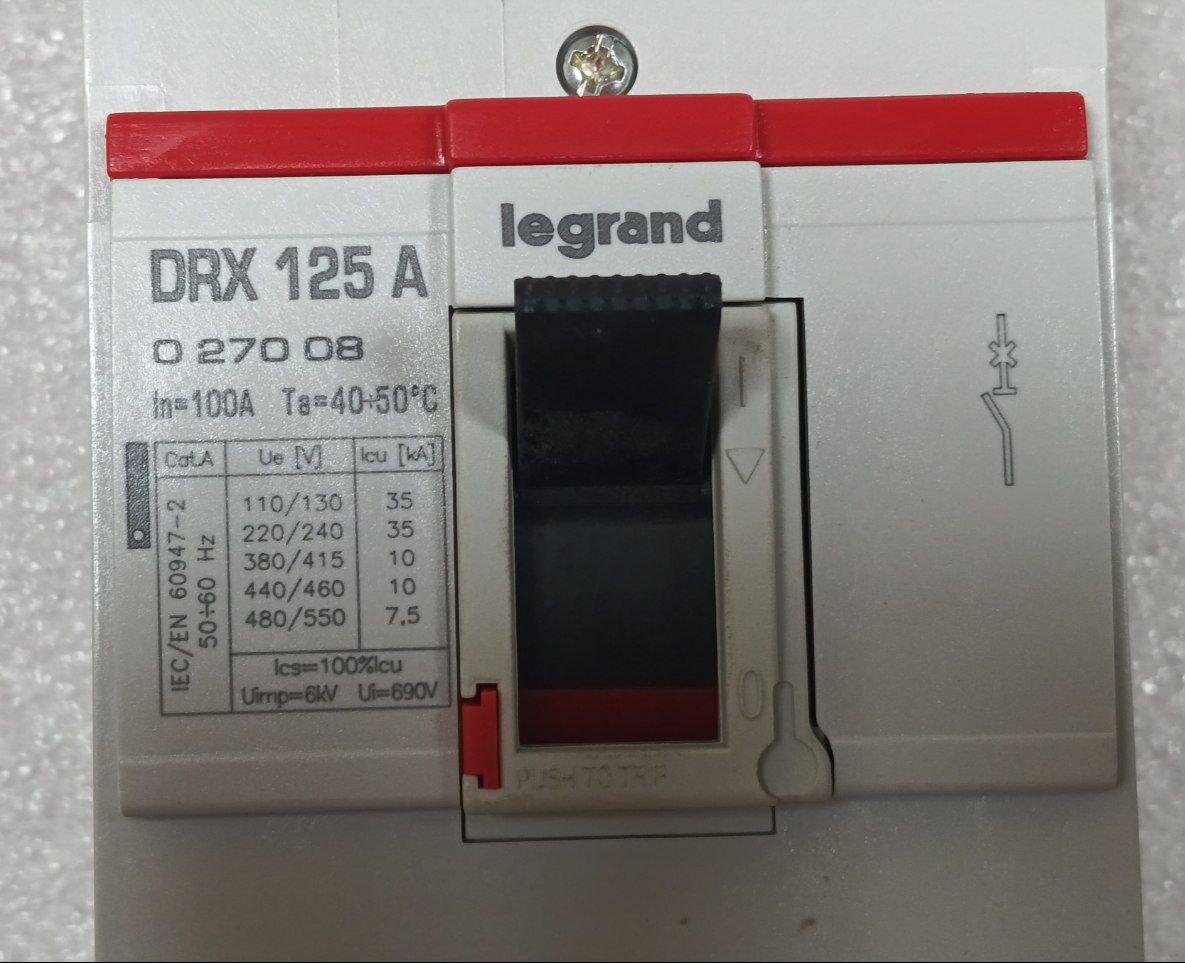 legrand
DRX 125 A
0 270 08
In=100A Ta=40÷50°C
Cat.A Ue [V] Icu [kA]
IEC/EN 60947-2
50÷60 Hz
110/130 35
220/240 35
380/415 10
440/460 10
480/550 7,5
Ics=100%Icu
Uimp=6kV Ui=690V
I
O
PUSH TO TRIP